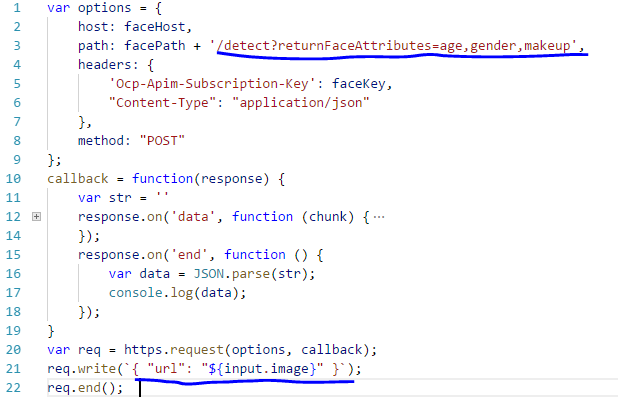 1 var options = {
2 host: faceHost,
3 path: facePath + '/detect?returnFaceAttributes=age,gender,makeup',
4 headers: {
5 'Ocp-Apim-Subscription-Key': faceKey,
6 "Content-Type": "application/json"
7 },
8 method: "POST"
9 };
10 callback = function(response) {
11 var str = ''
12 response.on('data', function (chunk) { ⋯
14 });
15 response.on('end', function () {
16 var data = JSON.parse(str);
17 console.log(data);
18 });
19 }
20 var req = https.request(options, callback);
21 req.write(`{ "url": "${input.image}" }`);
22 req.end();